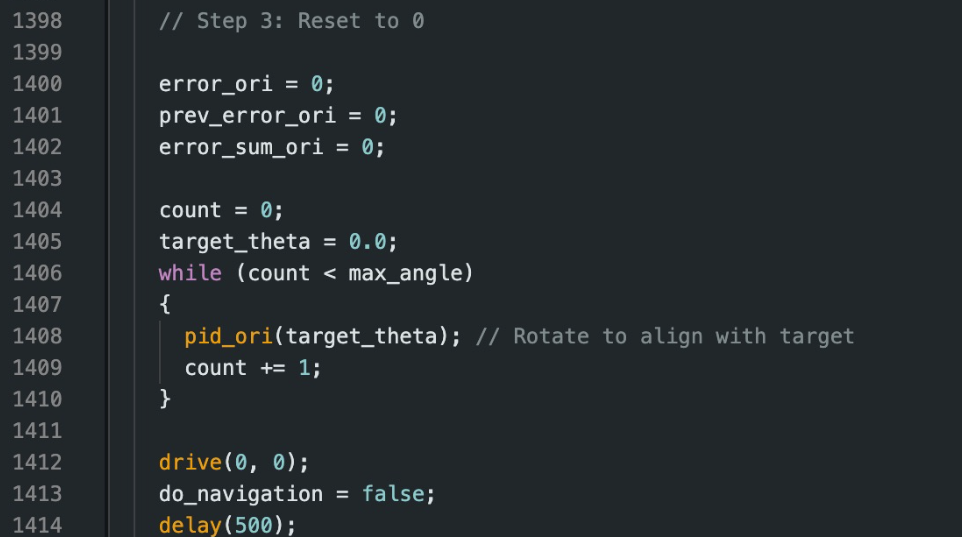 1398 // Step 3: Reset to 0
1399
1400 error_ori = 0;
1401 prev_error_ori = 0;
1402 error_sum_ori = 0;
1403
1404 count = 0;
1405 target_theta = 0.0;
1406 while (count < max_angle)
1407 {
1408 pid_ori(target_theta); // Rotate to align with target
1409 count += 1;
1410 }
1411
1412 drive(0, 0);
1413 do_navigation = false;
1414 delay(500);